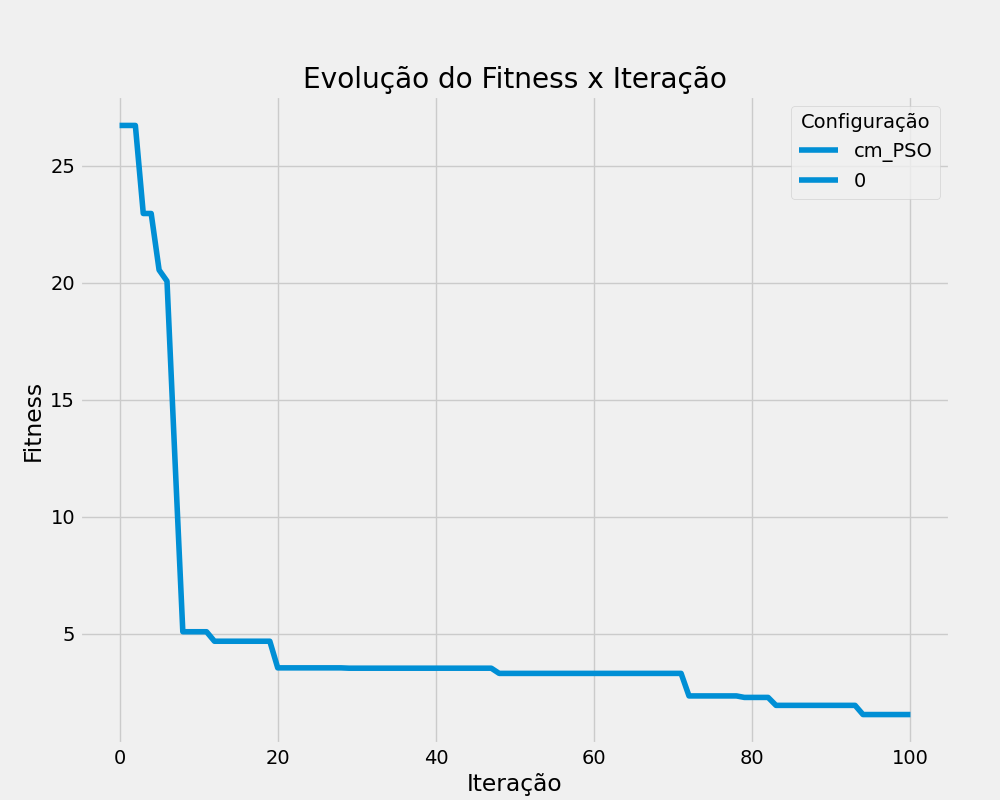 Evolução do Fitness x Iteração
Configuração
cm_PSO
0
Fitness
25
20
15
10
5
0 20 40 60 80 100
Iteração